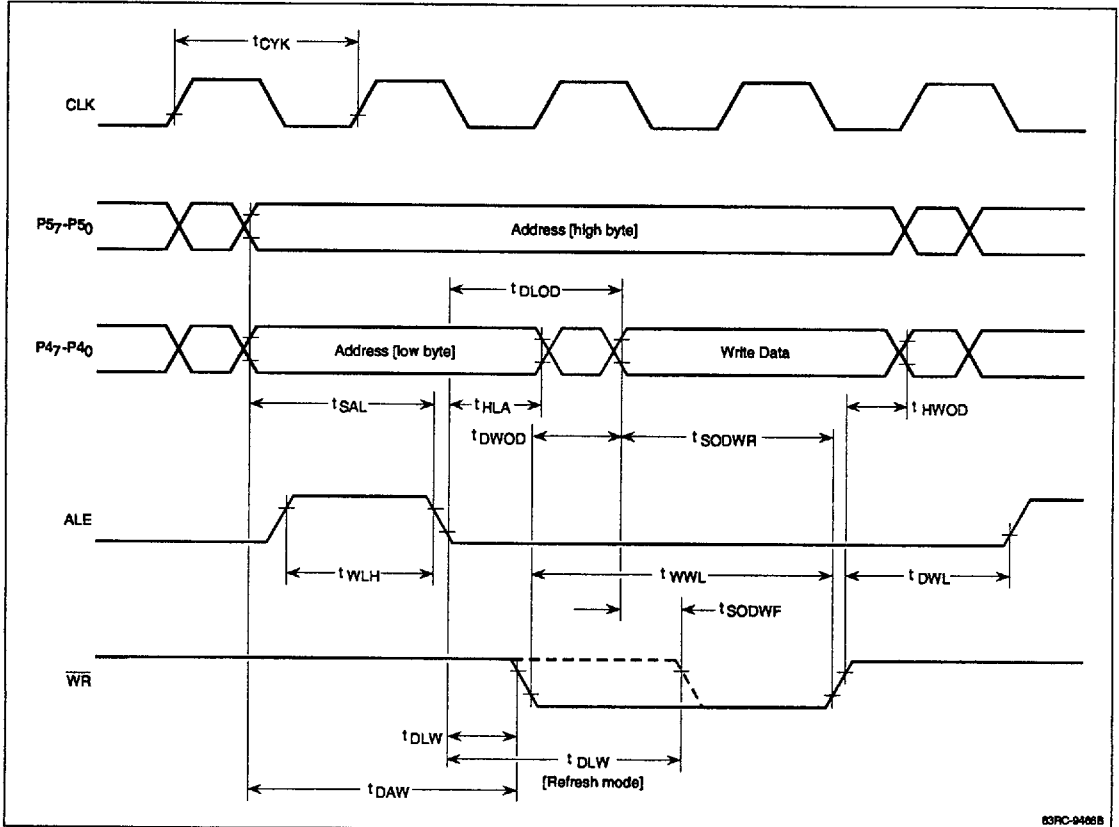 tCYK
CLK
P57-P50
Address [high byte]
tDLOD
P47-P40
Address [low byte]
Write Data
tSAL
tHLA
tHWOD
tDWOD
tSODWR
ALE
tWLH
tWWL
tDWL
tSODWF
WR
tDLW
tDLW
[Refresh mode]
tDAW
83RC-9466B